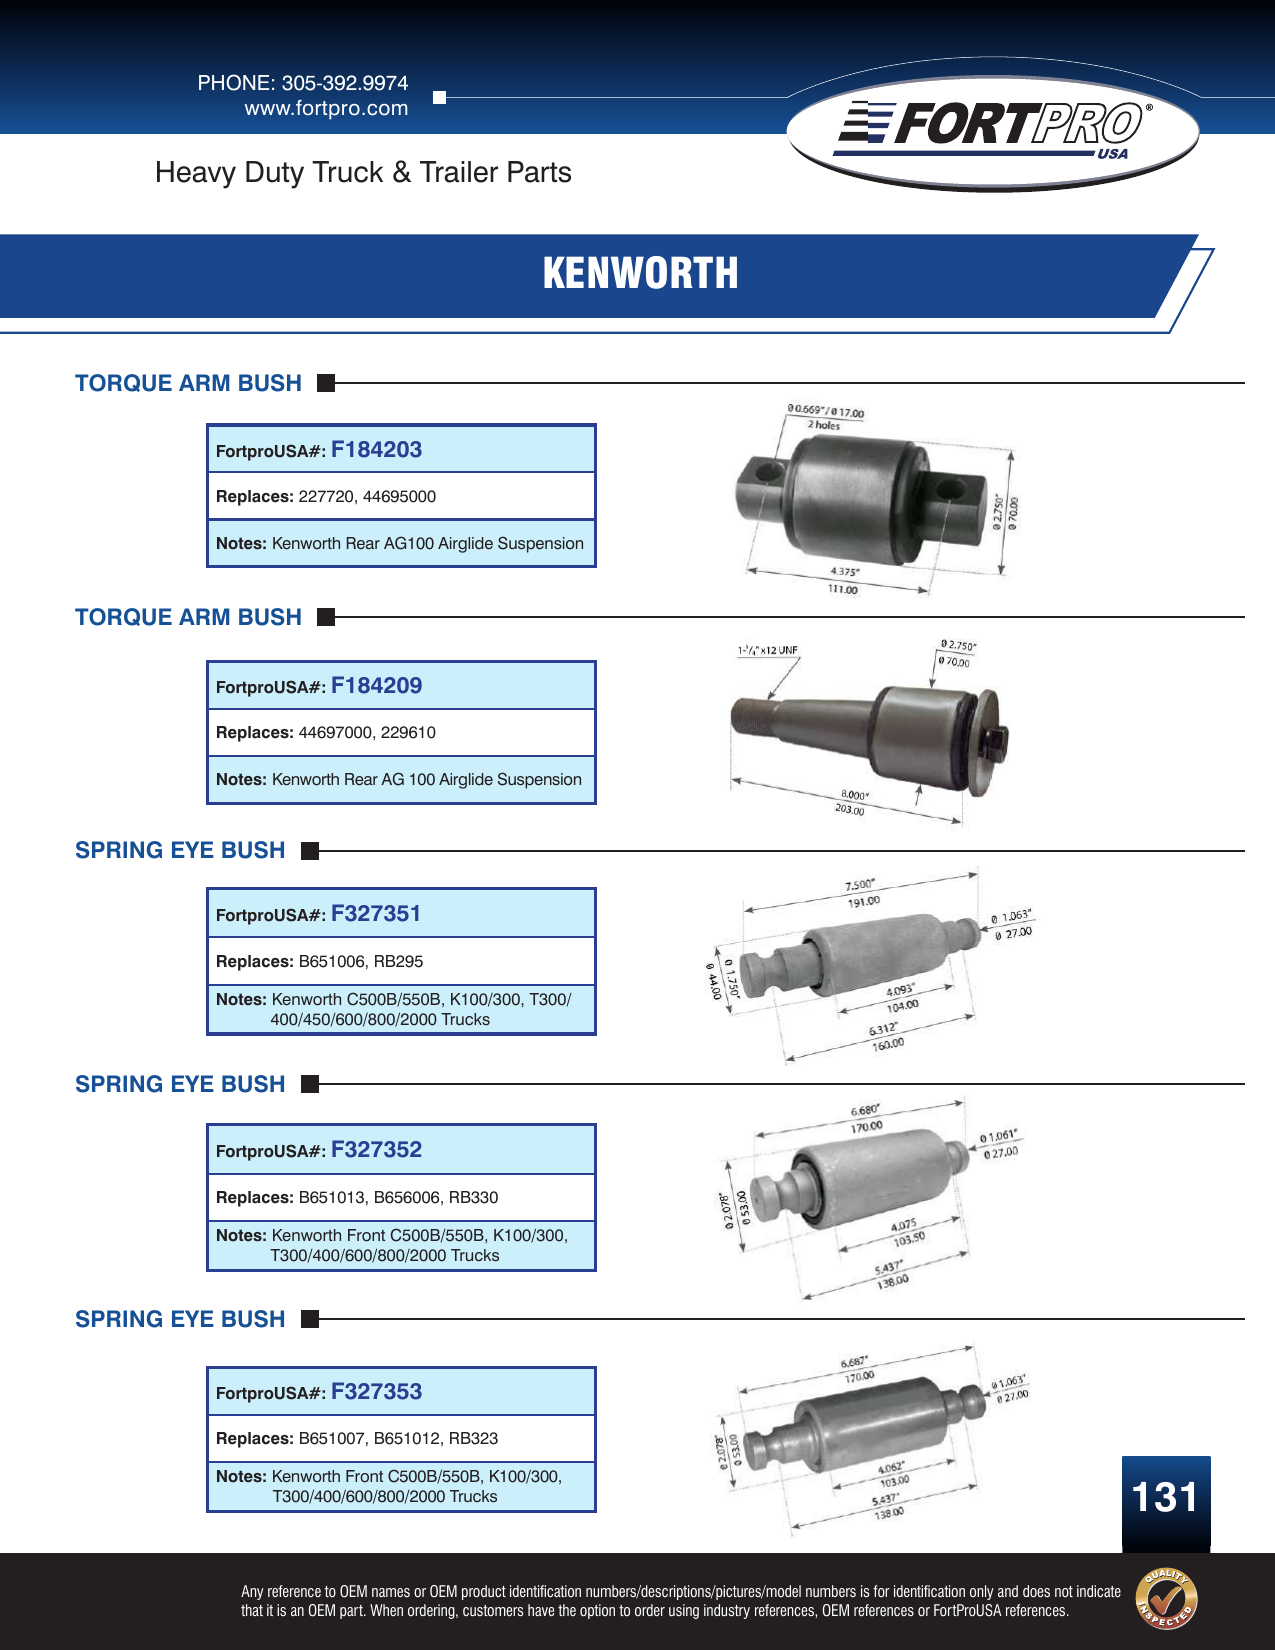 PHONE: 305-392.9974
www.fortpro.com
FORTPRO®
USA
Heavy Duty Truck & Trailer Parts
KENWORTH
TORQUE ARM BUSH
FortproUSA#: F184203
Replaces: 227720, 44695000
Notes: Kenworth Rear AG100 Airglide Suspension
Ø 0.669" / Ø 17.00
2 holes
Ø 2.750"
Ø 70.00
4.375"
111.00
TORQUE ARM BUSH
FortproUSA#: F184209
Replaces: 44697000, 229610
Notes: Kenworth Rear AG 100 Airglide Suspension
1-1/4" x12 UNF
Ø 2.750"
Ø 70.00
8.000"
203.00
SPRING EYE BUSH
FortproUSA#: F327351
Replaces: B651006, RB295
Notes: Kenworth C500B/550B, K100/300, T300/
400/450/600/800/2000 Trucks
7.500"
191.00
Ø 1.063"
Ø 27.00
Ø 1.750"
Ø 44.00
4.093"
104.00
6.312"
160.00
SPRING EYE BUSH
FortproUSA#: F327352
Replaces: B651013, B656006, RB330
Notes: Kenworth Front C500B/550B, K100/300,
T300/400/600/800/2000 Trucks
6.680"
170.00
Ø 1.061"
Ø 27.00
Ø 2.078"
Ø 53.00
4.075
103.50
5.437"
138.00
SPRING EYE BUSH
FortproUSA#: F327353
Replaces: B651007, B651012, RB323
Notes: Kenworth Front C500B/550B, K100/300,
T300/400/600/800/2000 Trucks
6.687"
170.00
Ø 1.063"
Ø 27.00
Ø 2.078"
Ø 53.00
4.062"
103.00
5.437"
138.00
131
Any reference to OEM names or OEM product identification numbers/descriptions/pictures/model numbers is for identification only and does not indicate
that it is an OEM part. When ordering, customers have the option to order using industry references, OEM references or FortProUSA references.
QUALITY
INSPECTED